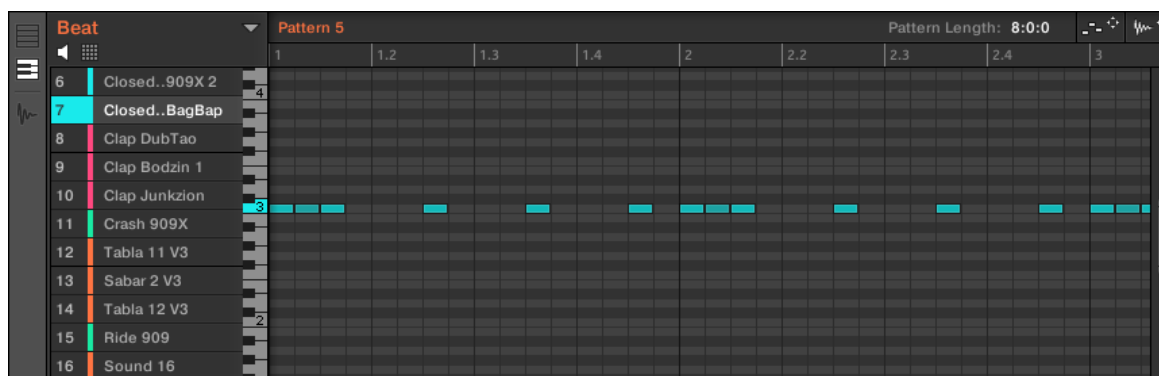 Beat Pattern 5 Pattern Length: 8:0:0
1 1.2 1.3 1.4 2 2.2 2.3 2.4 3
6 Closed..909X 2
4
7 Closed..BagBap
8 Clap DubTao
9 Clap Bodzin 1
10 Clap Junkzion
3
11 Crash 909X
12 Tabla 11 V3
13 Sabar 2 V3
14 Tabla 12 V3
2
15 Ride 909
16 Sound 16